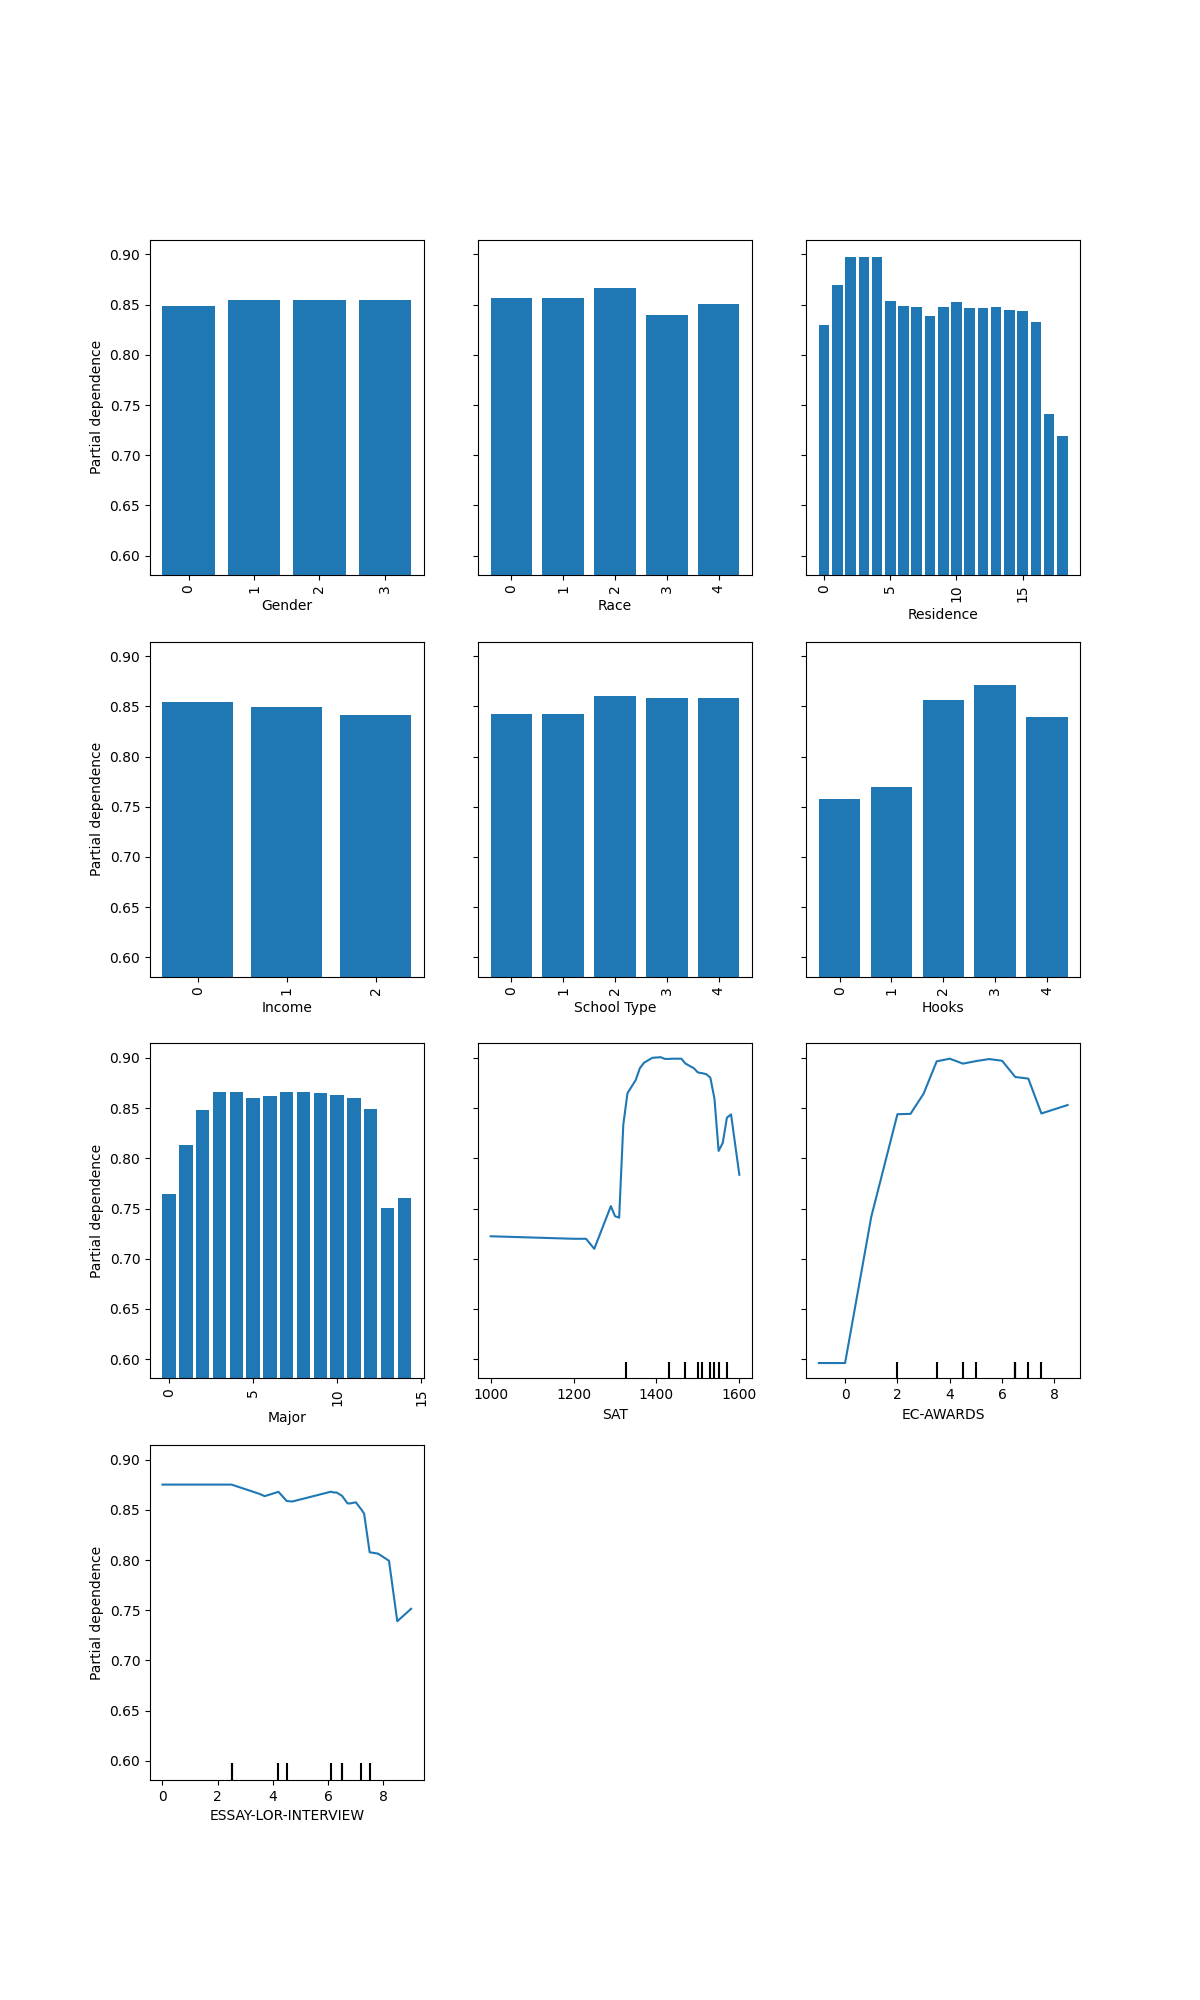 0.90
0.85
0.80
0.75
0.70
0.65
0.60
Partial dependence
0 1 2 3
Gender
0 1 2 3 4
Race
0 5 10 15
Residence
0.90
0.85
0.80
0.75
0.70
0.65
0.60
Partial dependence
0 1 2
Income
0 1 2 3 4
School Type
0 1 2 3 4
Hooks
0.90
0.85
0.80
0.75
0.70
0.65
0.60
Partial dependence
0 5 10 15
Major
1000 1200 1400 1600
SAT
0 2 4 6 8
EC-AWARDS
0.90
0.85
0.80
0.75
0.70
0.65
0.60
Partial dependence
0 2 4 6 8
ESSAY-LOR-INTERVIEW